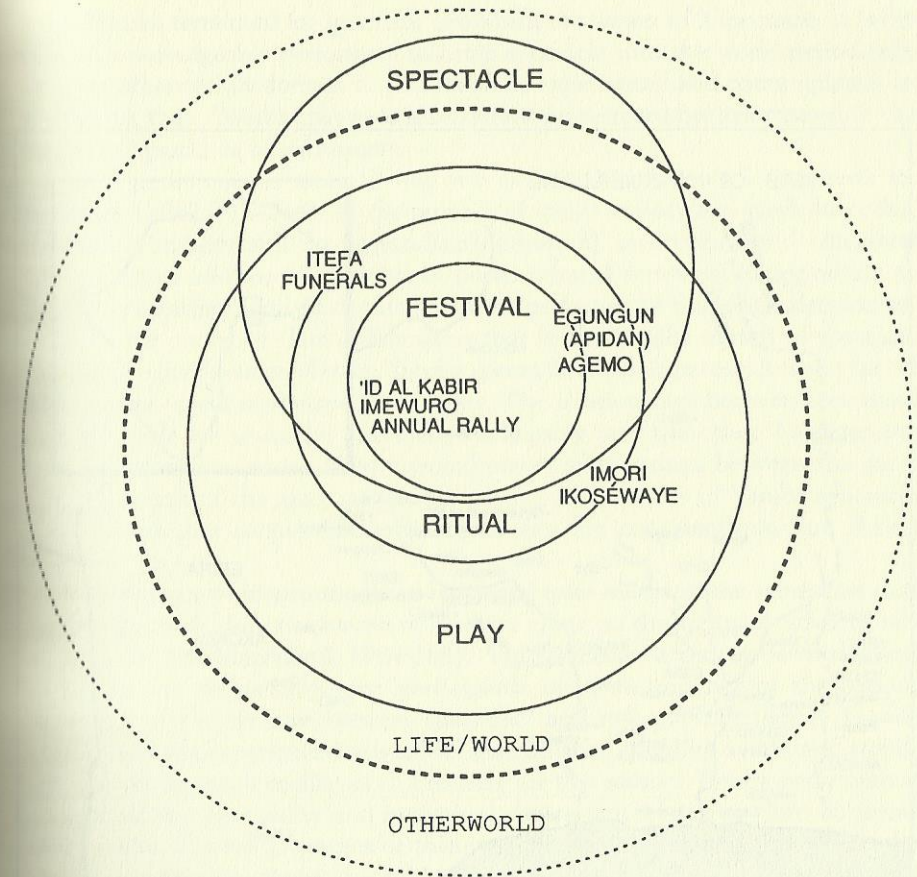 SPECTACLE
ITEFA
FUNERALS
FESTIVAL
EGUNGUN
(APIDAN)
AGEMO
'ID AL KABIR
IMEWURO
ANNUAL RALLY
IMORI
IKOSEWAYE
RITUAL
PLAY
LIFE/WORLD
OTHERWORLD